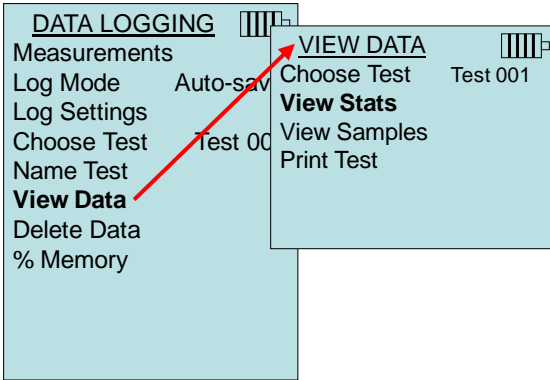 DATA LOGGING
Measurements
Log Mode Auto-sav
Log Settings
Choose Test Test 00
Name Test
View Data
Delete Data
% Memory
VIEW DATA
Choose Test Test 001
View Stats
View Samples
Print Test